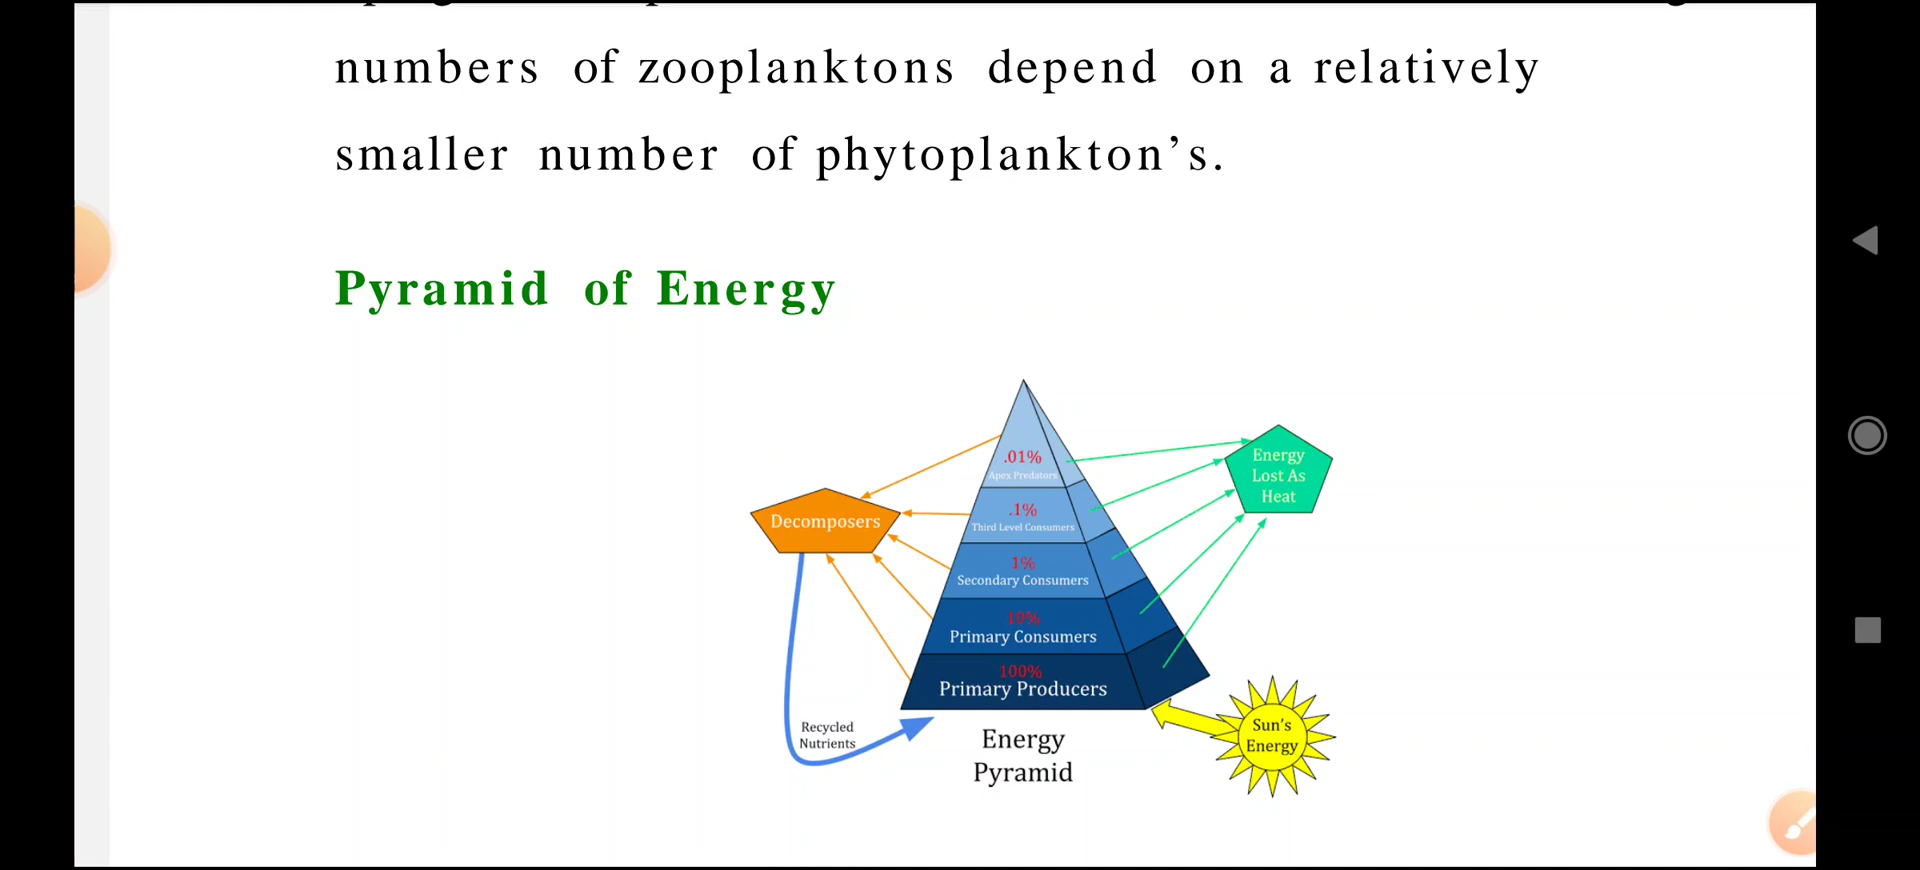 numbers of zooplanktons depend on a relatively
smaller number of phytoplankton’s.
Pyramid of Energy
.01%
Apex Predators
.1%
Third Level Consumers
1%
Secondary Consumers
10%
Primary Consumers
100%
Primary Producers
Decomposers
Energy
Lost As
Heat
Recycled
Nutrients
Energy
Pyramid
Sun's
Energy